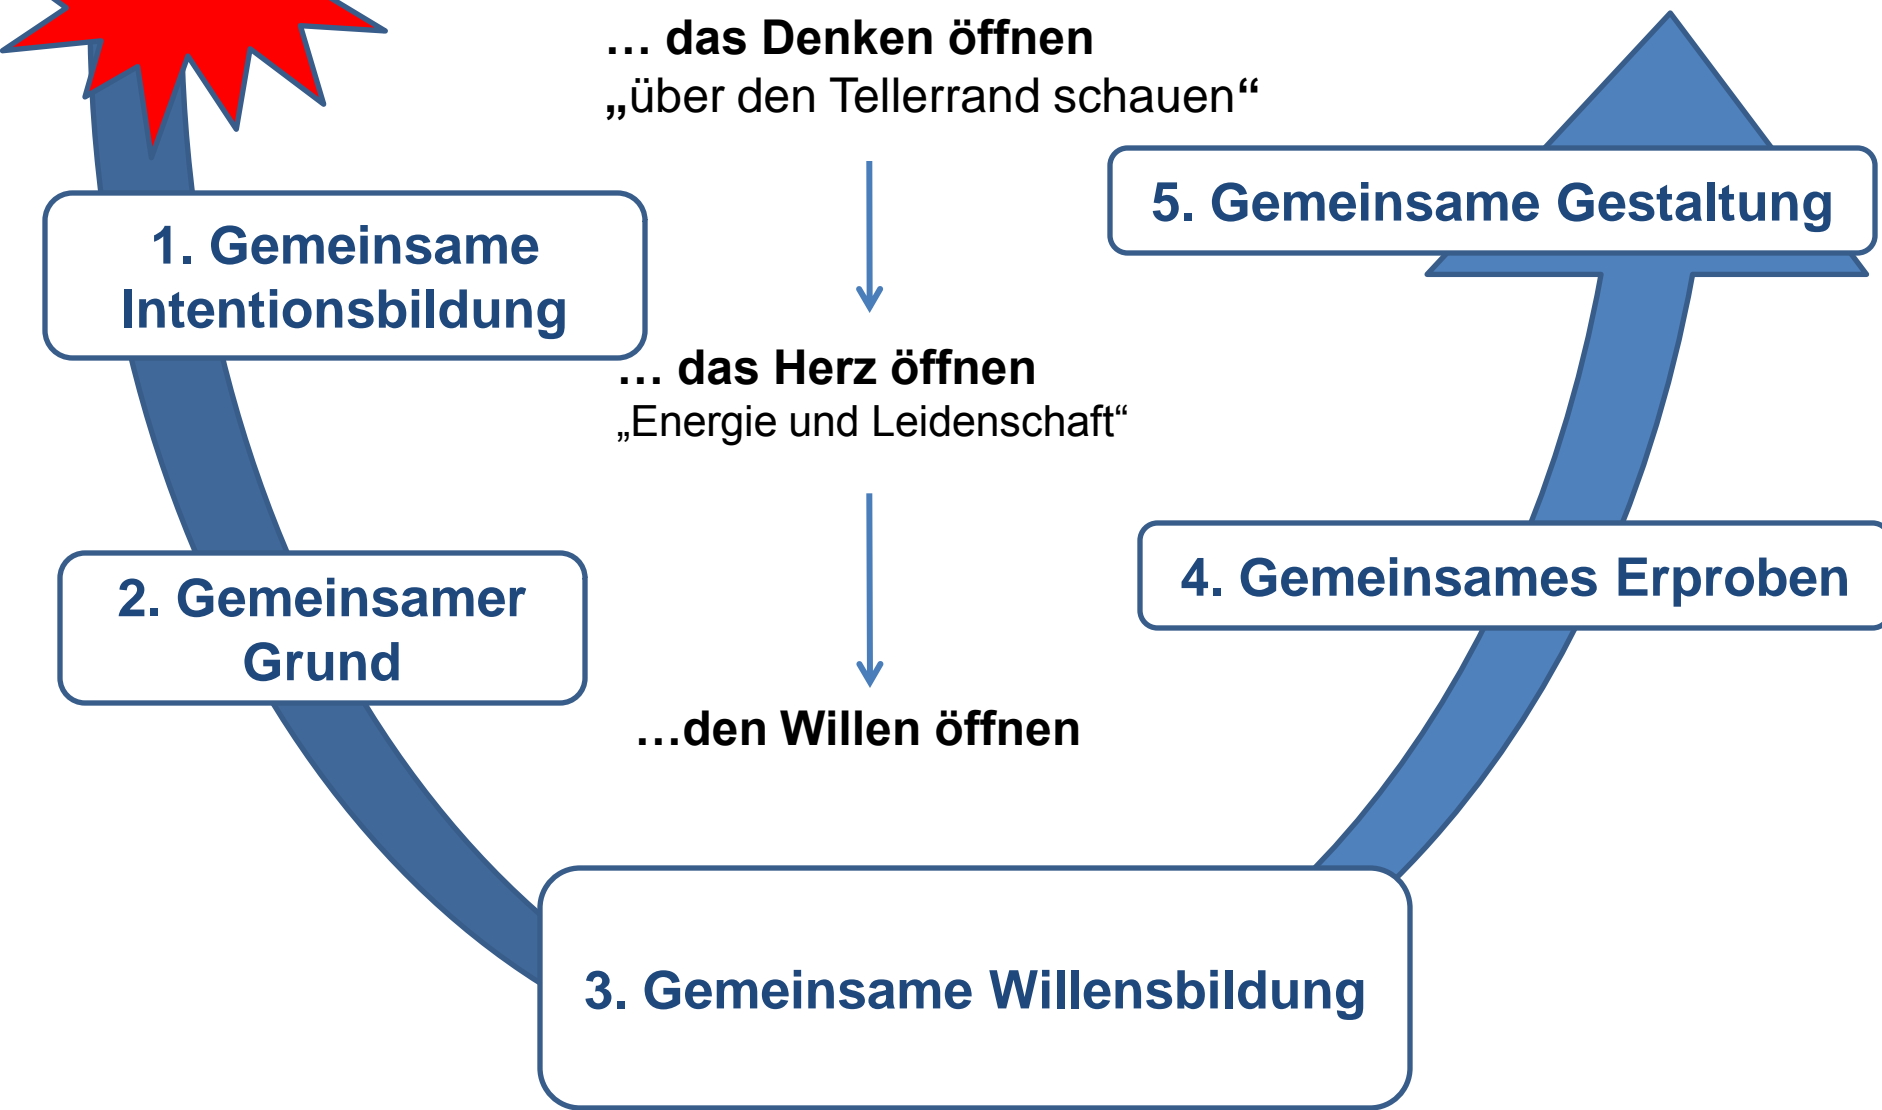 … das Denken öffnen
„über den Tellerrand schauen“
5. Gemeinsame Gestaltung
1. Gemeinsame
Intentionsbildung
… das Herz öffnen
„Energie und Leidenschaft“
4. Gemeinsames Erproben
2. Gemeinsamer
Grund
…den Willen öffnen
3. Gemeinsame Willensbildung